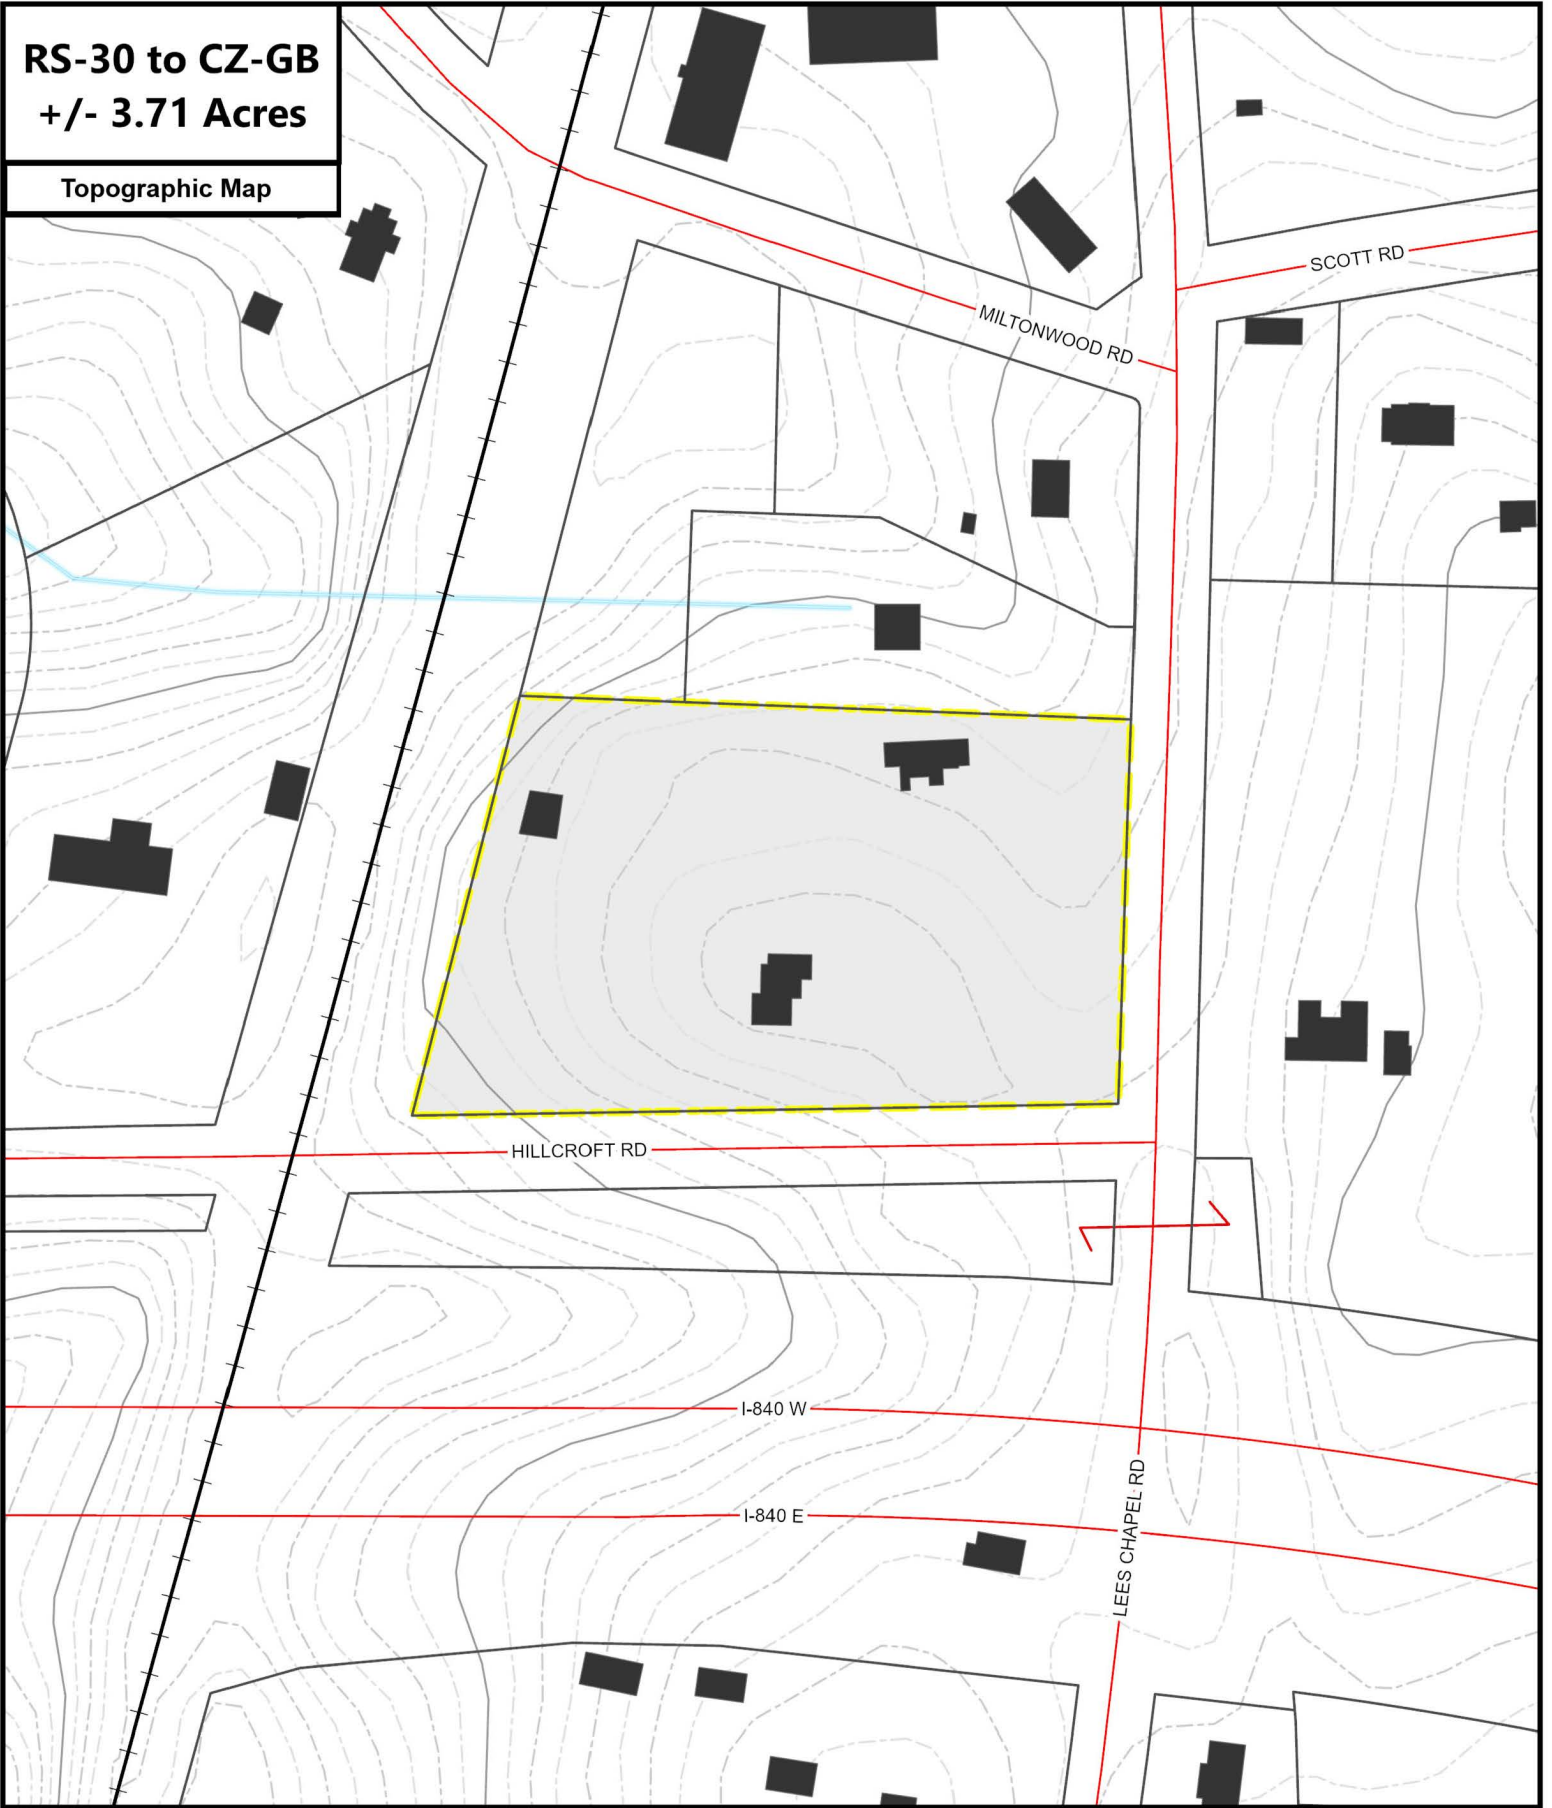 RS-30 to CZ-GB
+/- 3.71 Acres
Topographic Map
SCOTT RD
MILTONWOOD RD
HILLCROFT RD
I-840 W
I-840 E
LEES CHAPEL RD